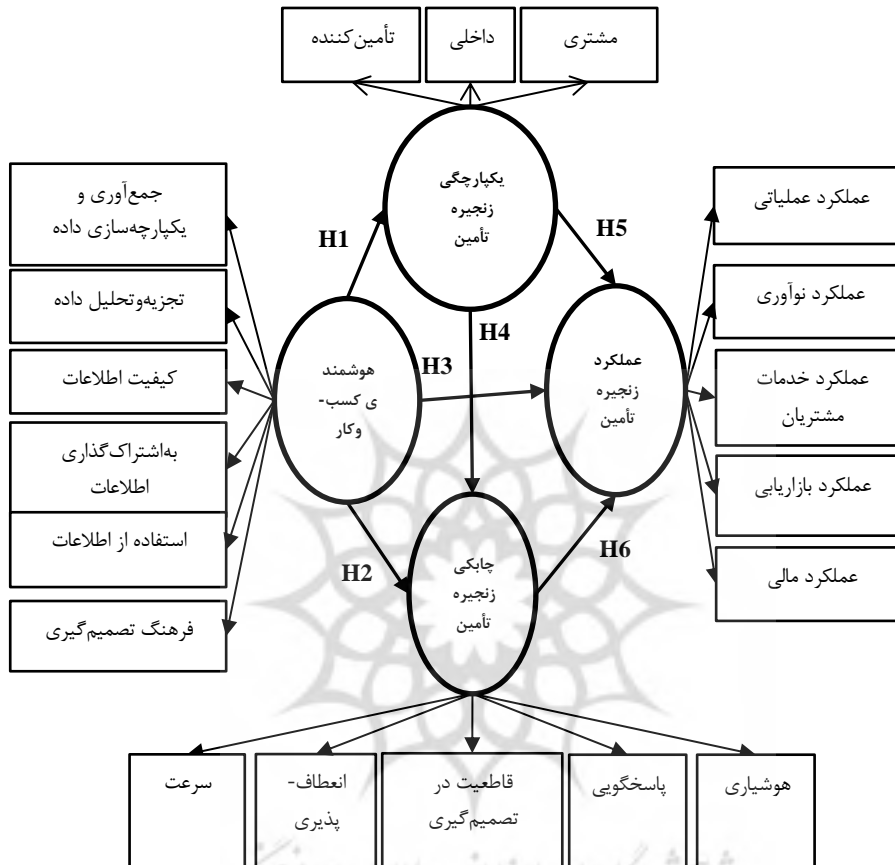 مشتری
داخلی
تأمین‌کننده
یکپارچگی
زنجیره
تأمین
جمع‌آوری و
یکپارچه‌سازی داده
عملکرد عملیاتی
H1
H5
تجزیه‌وتحلیل داده
عملکرد نوآوری
H4
هوشمند
ی کسب-
وکار
H3
عملکرد
زنجیره
تأمین
کیفیت اطلاعات
عملکرد خدمات
مشتریان
به‌اشتراک‌گذاری
اطلاعات
عملکرد بازاریابی
استفاده از اطلاعات
H2
چابکی
زنجیره
تأمین
H6
عملکرد مالی
فرهنگ تصمیم‌گیری
هوشیاری
پاسخگویی
قاطعیت در
تصمیم‌گیری
انعطاف-
پذیری
سرعت